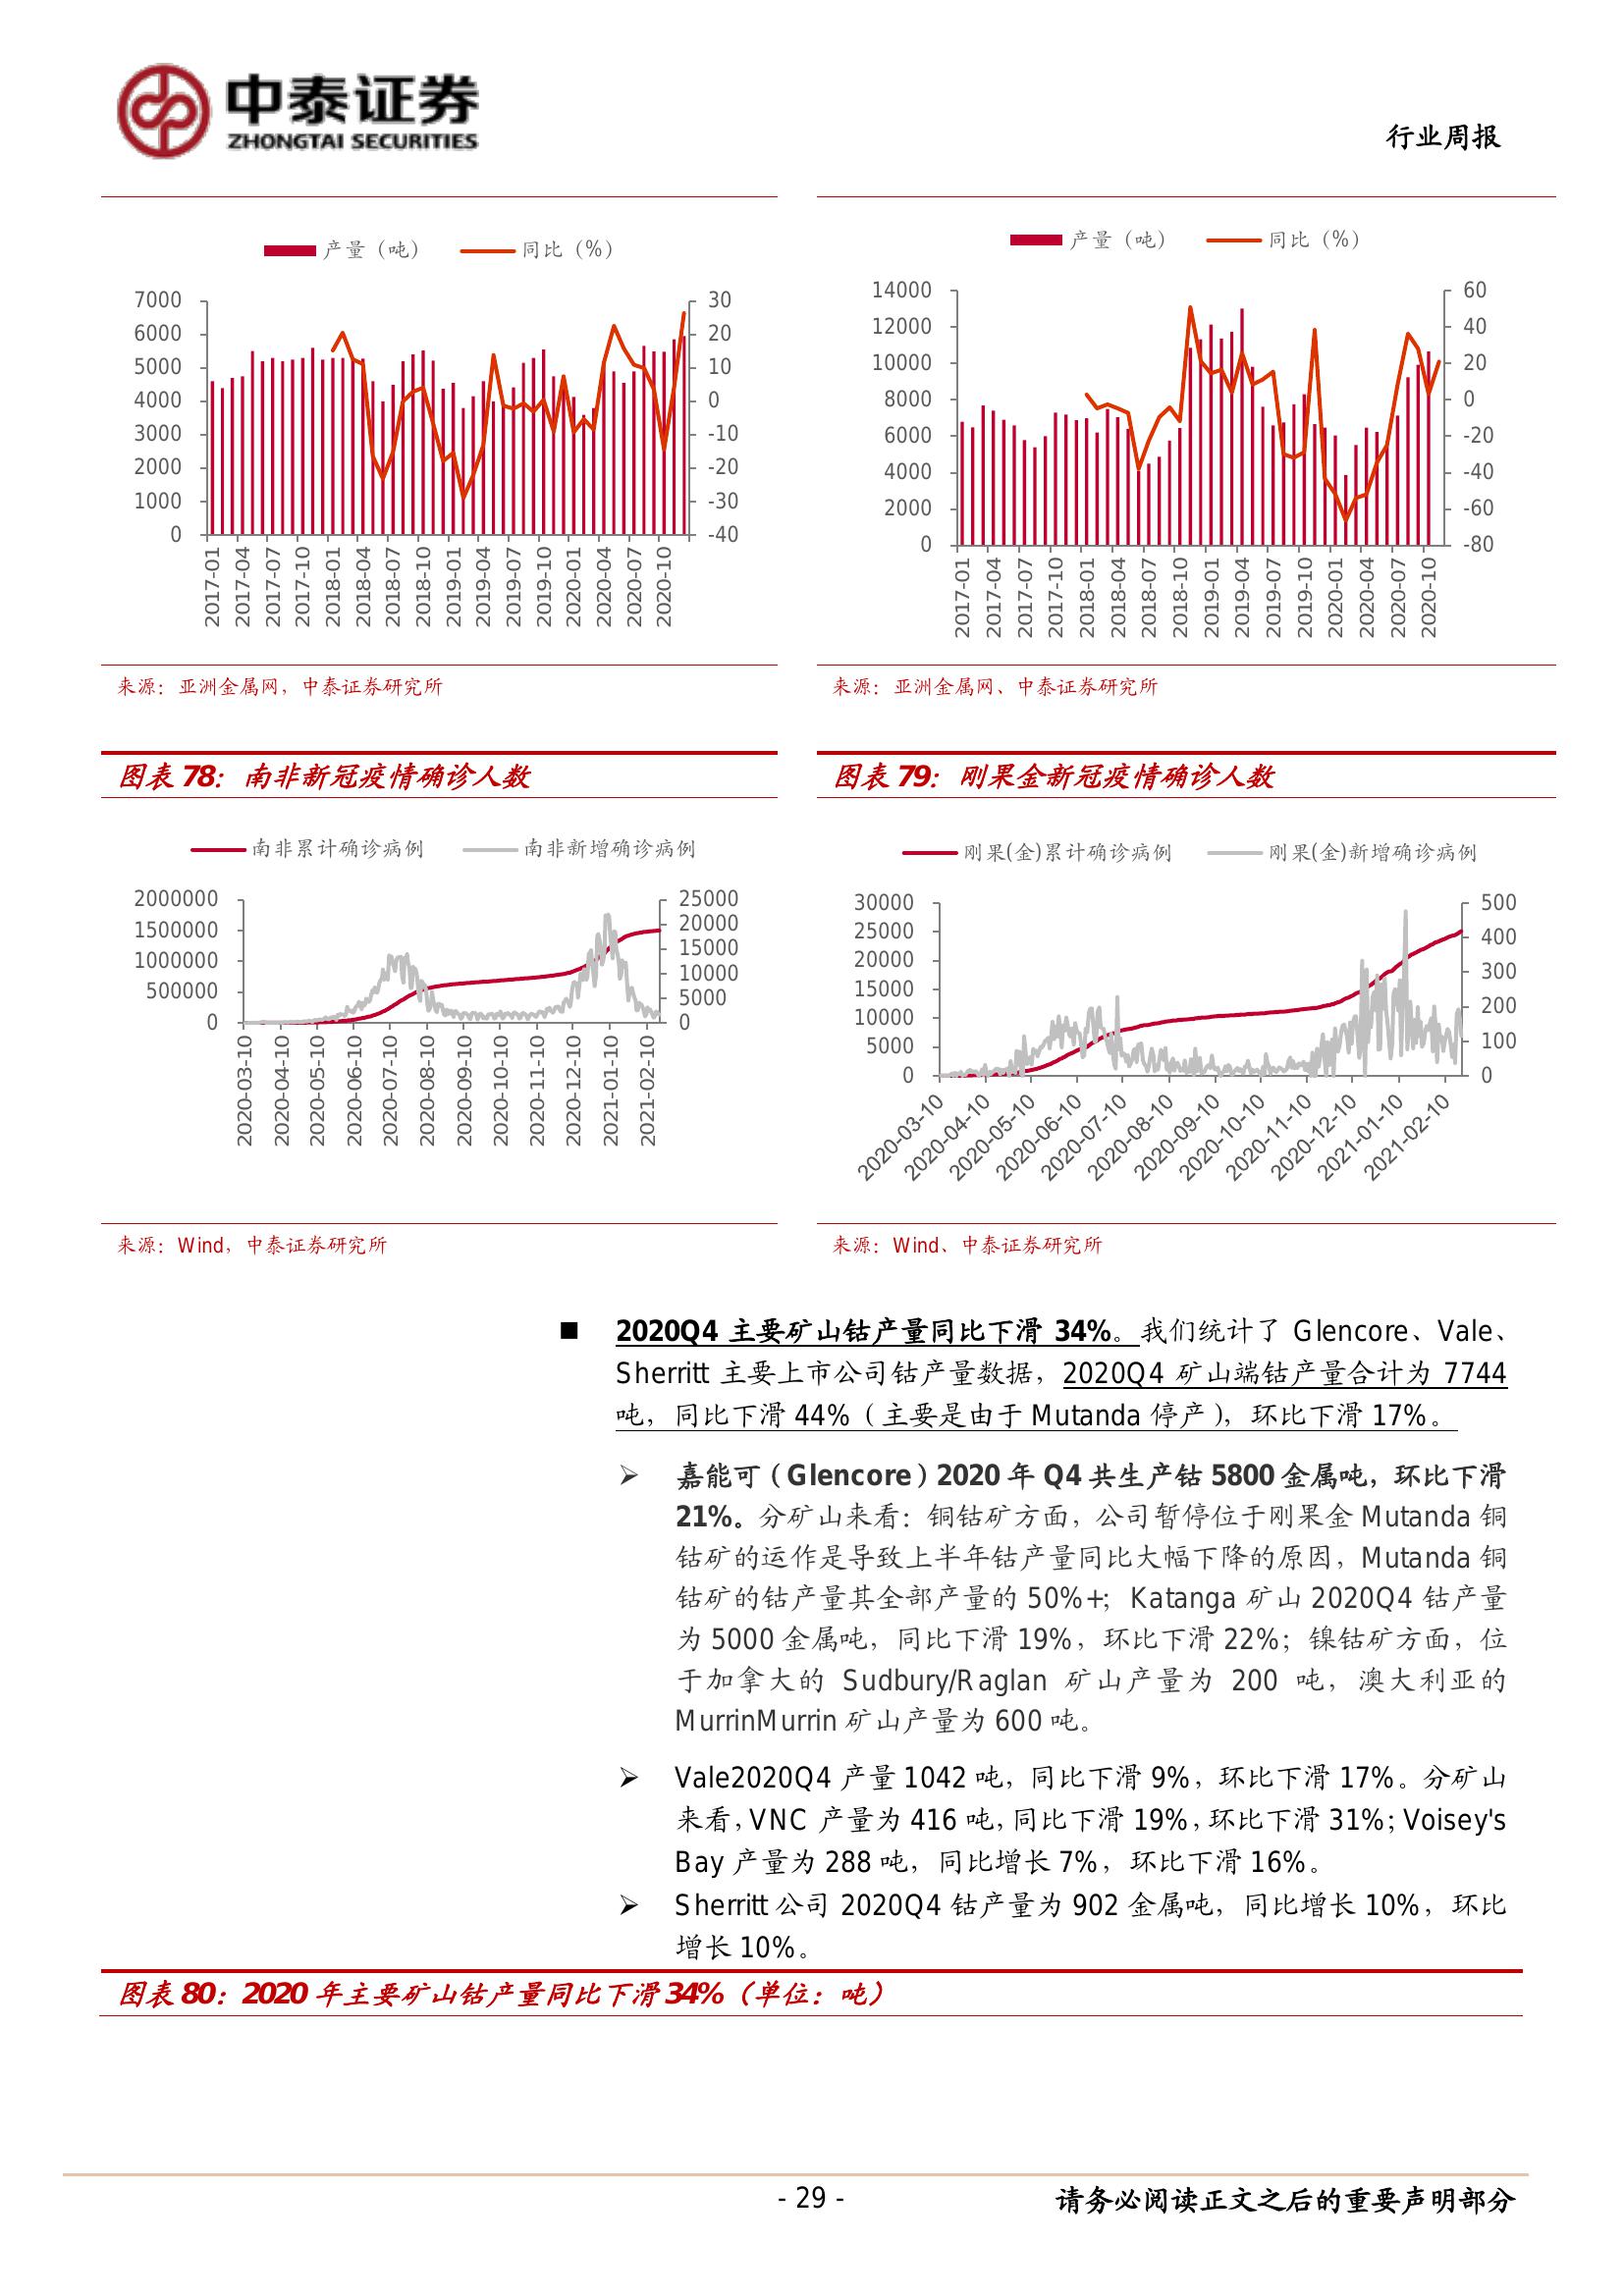 中泰证券
ZHONGTAI SECURITIES
行业周报
产量（吨） 同比（%）
7000 30
6000 20
5000 10
4000 0
3000 -10
2000 -20
1000 -30
0 -40
2017-01 2017-04 2017-07 2017-10 2018-01 2018-04 2018-07 2018-10 2019-01 2019-04 2019-07 2019-10 2020-01 2020-04 2020-07 2020-10
来源：亚洲金属网，中泰证券研究所
产量（吨） 同比（%）
14000 60
12000 40
10000 20
8000 0
6000 -20
4000 -40
2000 -60
0 -80
2017-01 2017-04 2017-07 2017-10 2018-01 2018-04 2018-07 2018-10 2019-01 2019-04 2019-07 2019-10 2020-01 2020-04 2020-07 2020-10
来源：亚洲金属网、中泰证券研究所
图表 78：南非新冠疫情确诊人数
南非累计确诊病例 南非新增确诊病例
2000000 25000
1500000 20000
1000000 15000
500000 10000
0 5000
0
2020-03-10 2020-04-10 2020-05-10 2020-06-10 2020-07-10 2020-08-10 2020-09-10 2020-10-10 2020-11-10 2020-12-10 2021-01-10 2021-02-10
来源：Wind，中泰证券研究所
图表 79：刚果金新冠疫情确诊人数
刚果(金)累计确诊病例 刚果(金)新增确诊病例
30000 500
25000 400
20000 300
15000 200
10000 100
5000 0
0
2020-03-10 2020-04-10 2020-05-10 2020-06-10 2020-07-10 2020-08-10 2020-09-10 2020-10-10 2020-11-10 2020-12-10 2021-01-10 2021-02-10
来源：Wind、中泰证券研究所
■ 2020Q4 主要矿山钴产量同比下滑 34%。我们统计了 Glencore、Vale、
Sherritt 主要上市公司钴产量数据，2020Q4 矿山端钴产量合计为 7744
吨，同比下滑 44%（主要是由于 Mutanda 停产），环比下滑 17%。
➢ 嘉能可（Glencore）2020 年 Q4 共生产钴 5800 金属吨，环比下滑
21%。分矿山来看：铜钴矿方面，公司暂停位于刚果金 Mutanda 铜
钴矿的运作是导致上半年钴产量同比大幅下降的原因，Mutanda 铜
钴矿的钴产量其全部产量的 50%+；Katanga 矿山 2020Q4 钴产量
为 5000 金属吨，同比下滑 19%，环比下滑 22%；镍钴矿方面，位
于加拿大的 Sudbury/Raglan 矿山产量为 200 吨，澳大利亚的
MurrinMurrin 矿山产量为 600 吨。
➢ Vale2020Q4 产量 1042 吨，同比下滑 9%，环比下滑 17%。分矿山
来看，VNC 产量为 416 吨，同比下滑 19%，环比下滑 31%；Voisey's
Bay 产量为 288 吨，同比增长 7%，环比下滑 16%。
➢ Sherritt 公司 2020Q4 钴产量为 902 金属吨，同比增长 10%，环比
增长 10%。
图表 80：2020 年主要矿山钴产量同比下滑 34%（单位：吨）
- 29 -
请务必阅读正文之后的重要声明部分